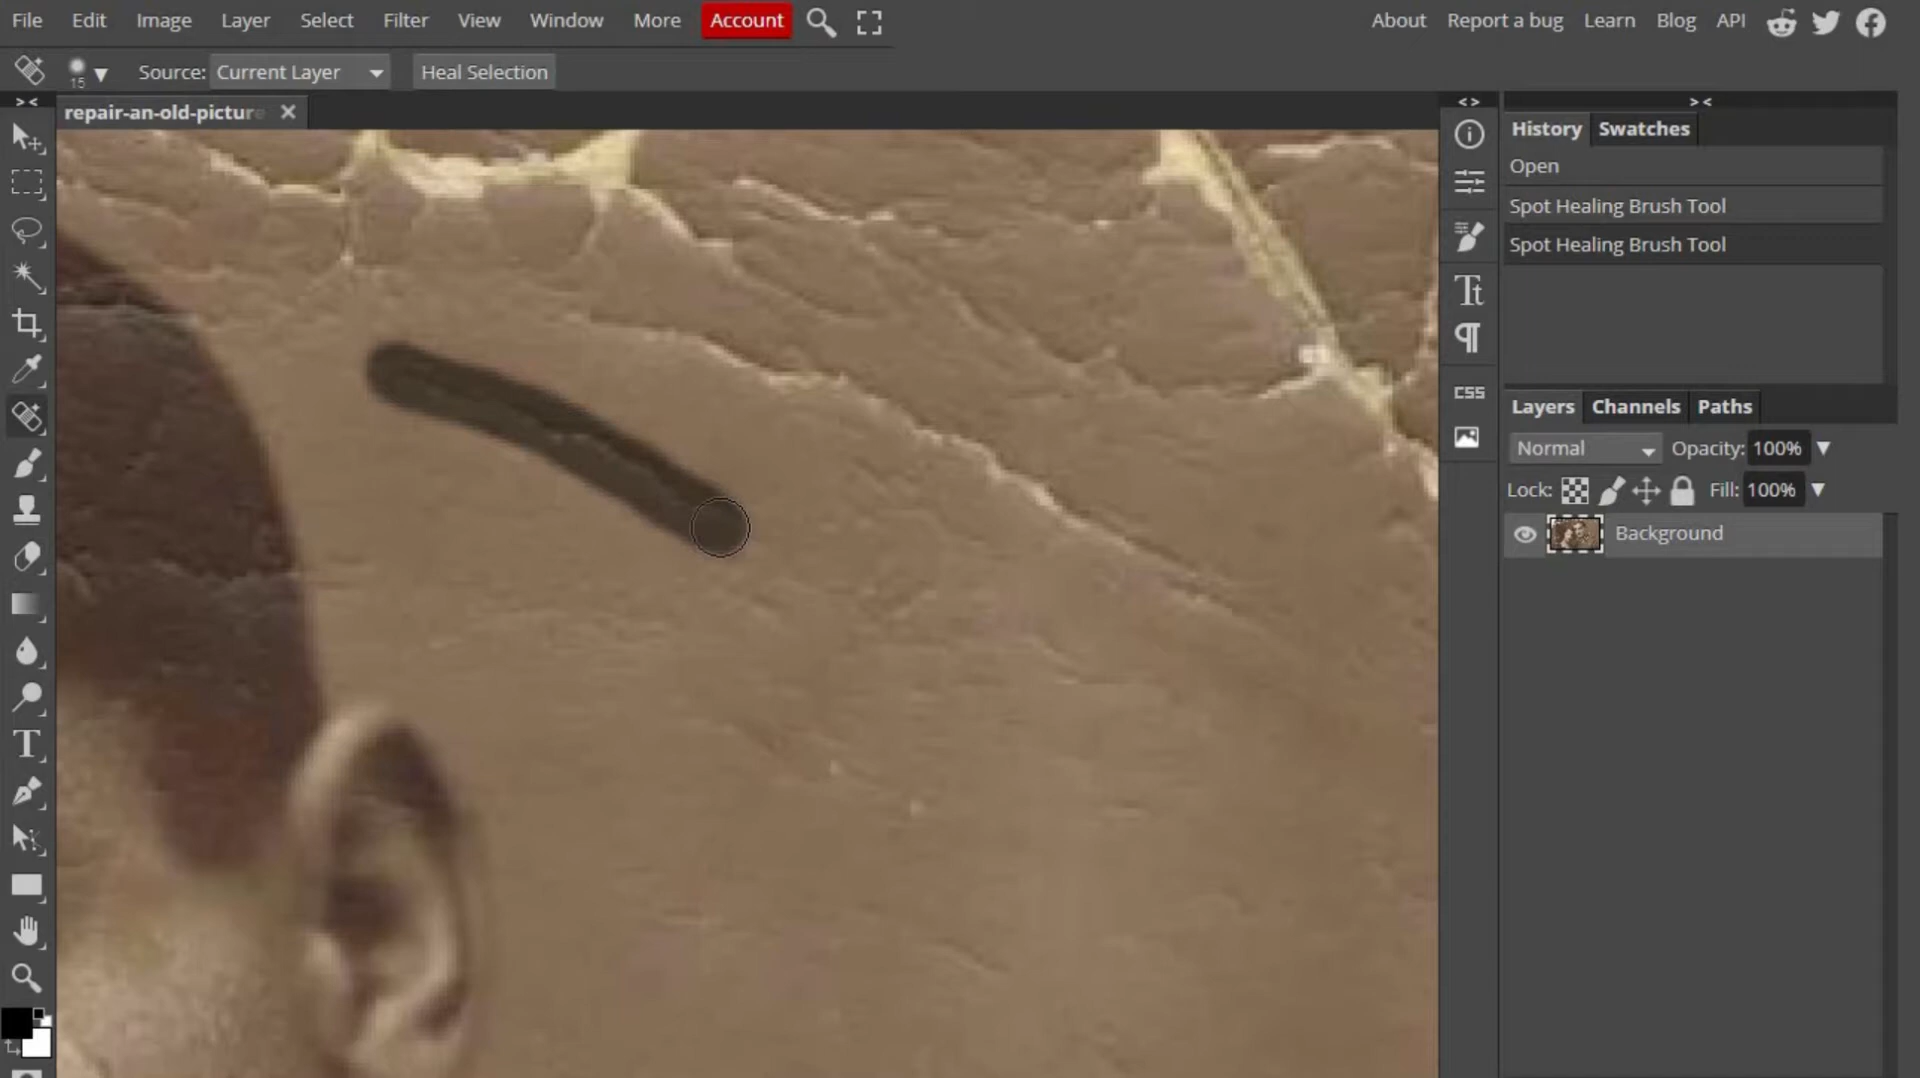 File Edit Image Layer Select Filter View Window More Account About Report a bug Learn Blog API
15 Source: Current Layer Heal Selection
repair-an-old-picture
History Swatches
Open
Spot Healing Brush Tool
Spot Healing Brush Tool
CSS
Layers Channels Paths
Normal Opacity: 100%
Lock: Fill: 100%
Background